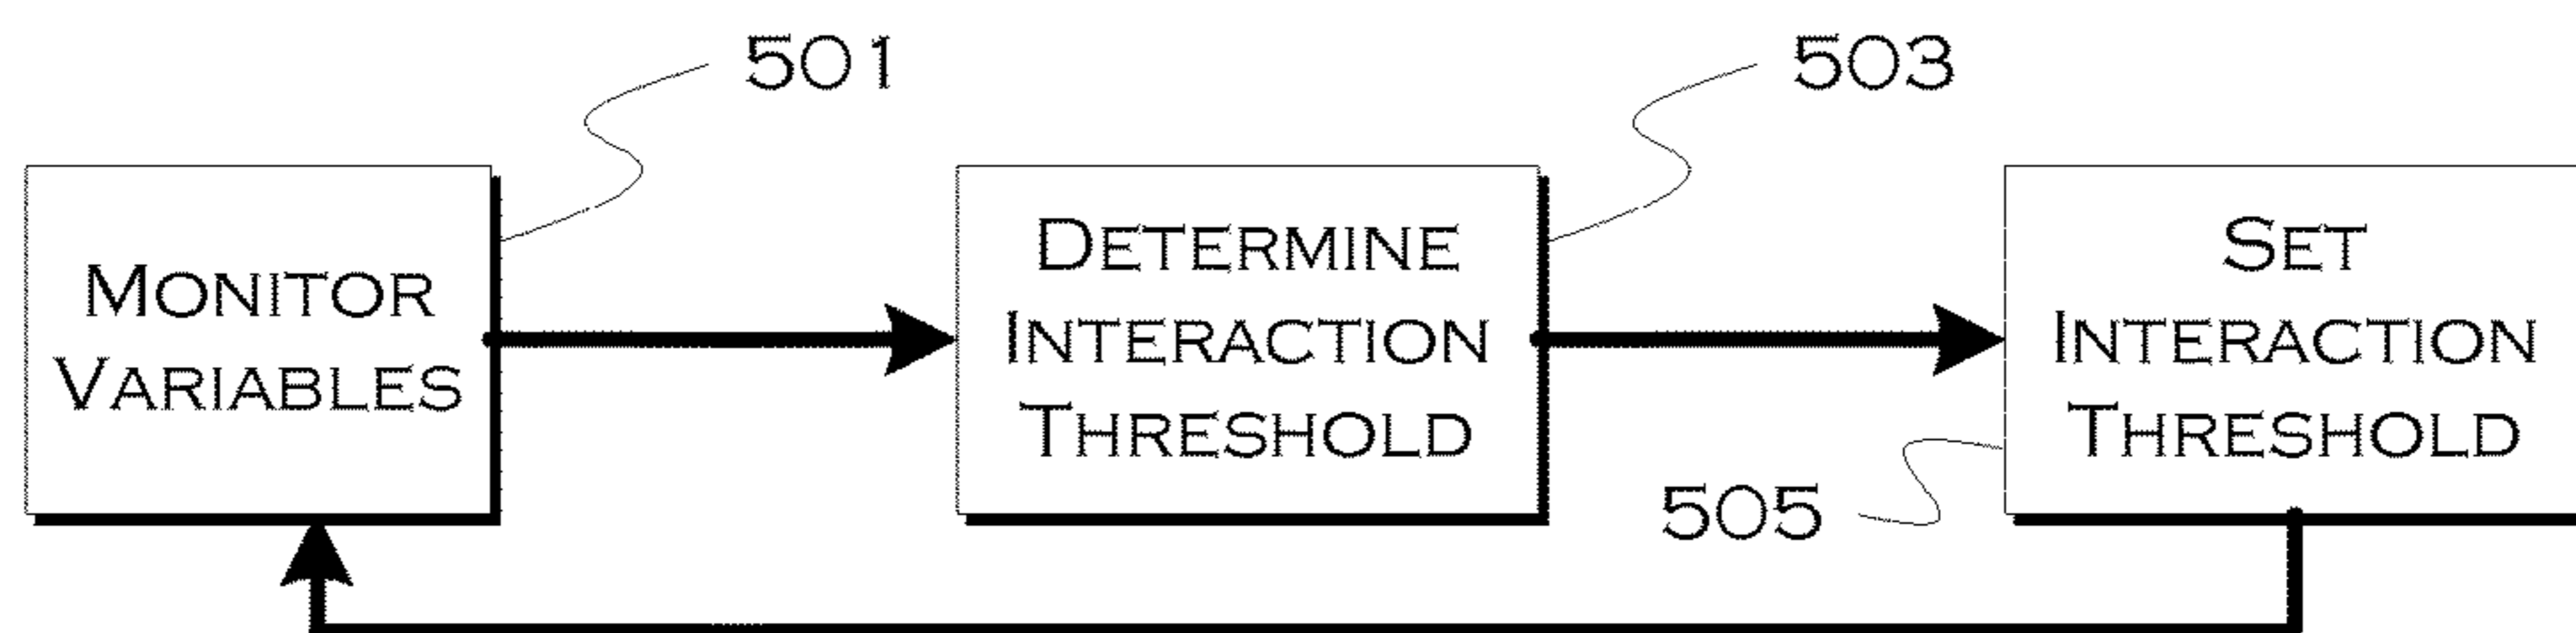 501
503
MONITOR
VARIABLES
DETERMINE
INTERACTION
THRESHOLD
SET
INTERACTION
THRESHOLD
505